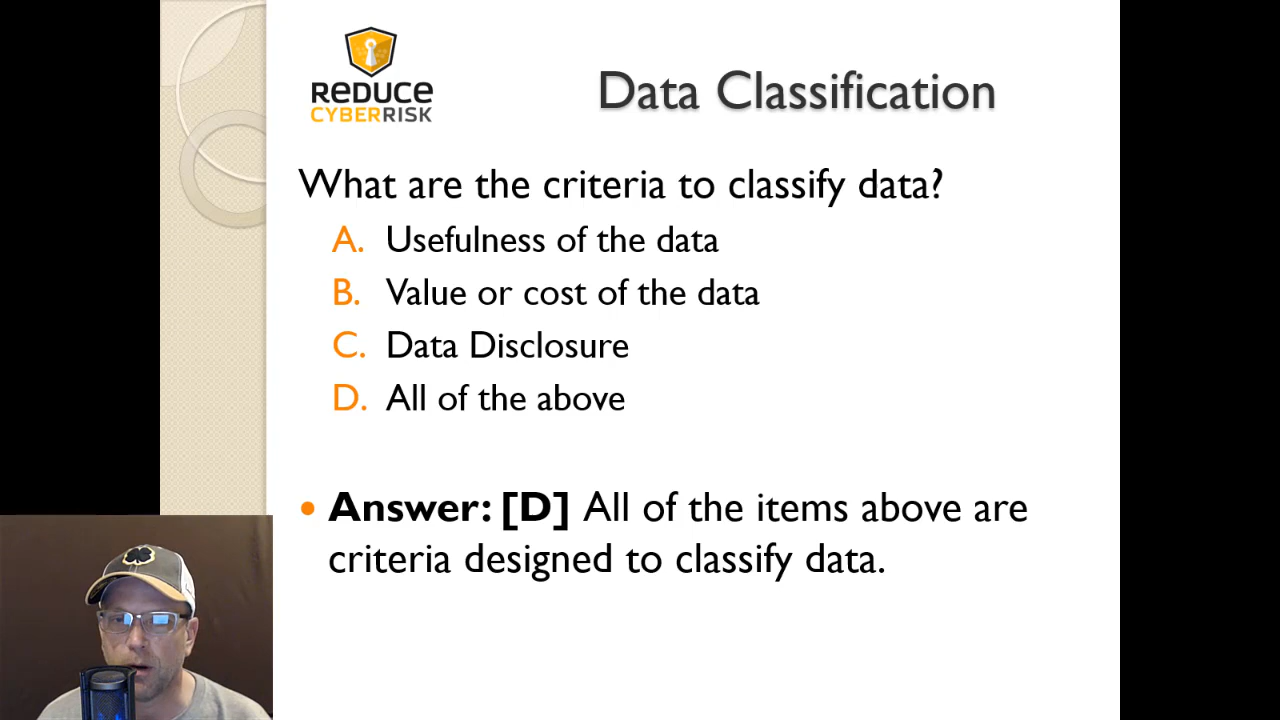 REDUCE
CYBERRISK
Data Classification
What are the criteria to classify data?
A. Usefulness of the data
B. Value or cost of the data
C. Data Disclosure
D. All of the above
• Answer: [D] All of the items above are
criteria designed to classify data.